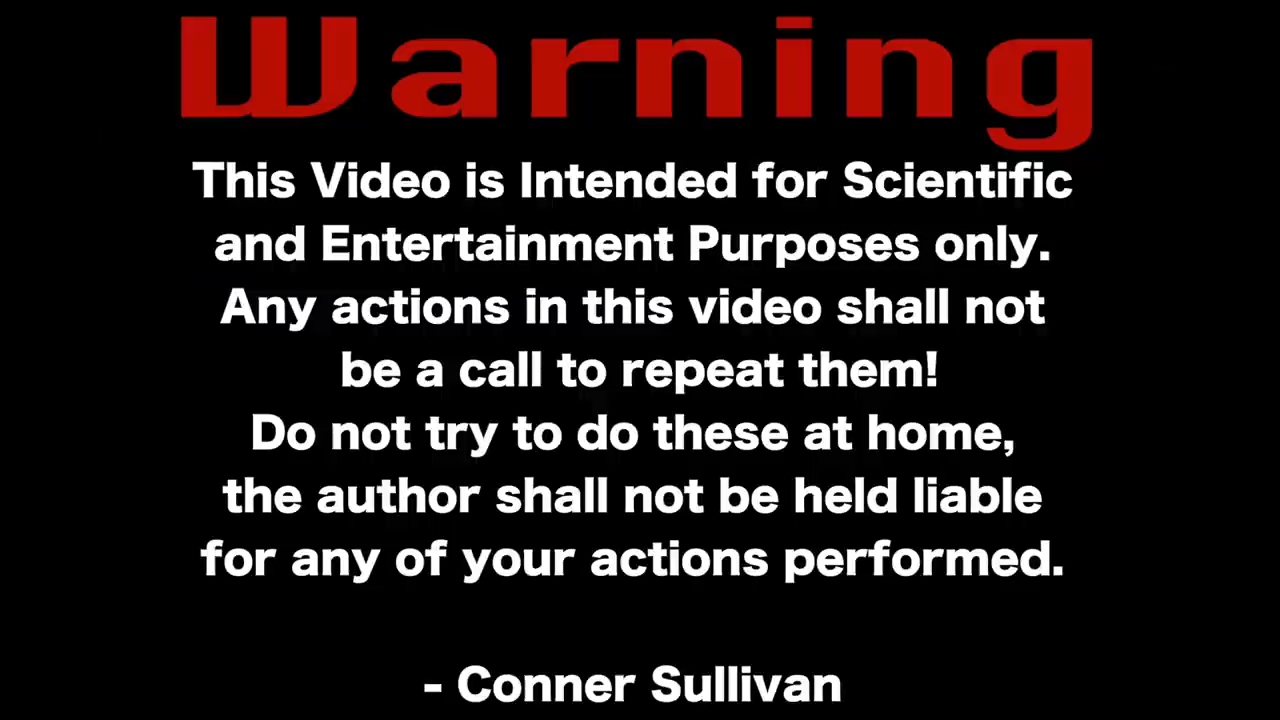 Warning
This Video is Intended for Scientific
and Entertainment Purposes only.
Any actions in this video shall not
be a call to repeat them!
Do not try to do these at home,
the author shall not be held liable
for any of your actions performed.
- Conner Sullivan